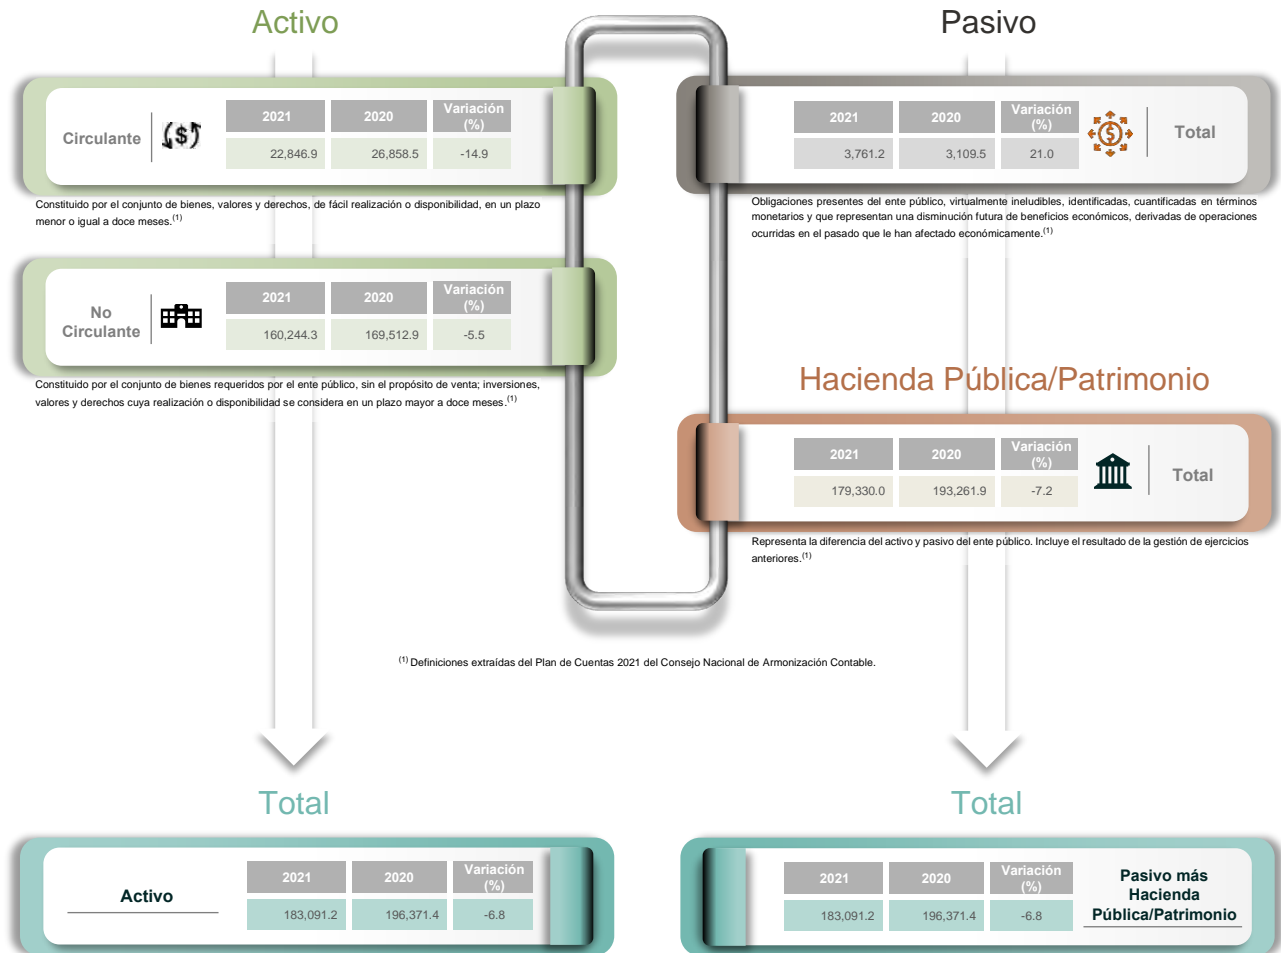 Activo
Circulante
2021 2020 Variación (%)
22,846.9 26,858.5 -14.9
Constituido por el conjunto de bienes, valores y derechos, de fácil realización o disponibilidad, en un plazo
menor o igual a doce meses.(1)
No
Circulante
2021 2020 Variación (%)
160,244.3 169,512.9 -5.5
Constituido por el conjunto de bienes requeridos por el ente público, sin el propósito de venta; inversiones,
valores y derechos cuya realización o disponibilidad se considera en un plazo mayor a doce meses.(1)
Pasivo
2021 2020 Variación (%)
3,761.2 3,109.5 21.0
Total
Obligaciones presentes del ente público, virtualmente ineludibles, identificadas, cuantificadas en términos
monetarios y que representan una disminución futura de beneficios económicos, derivadas de operaciones
ocurridas en el pasado que le han afectado económicamente.(1)
Hacienda Pública/Patrimonio
2021 2020 Variación (%)
179,330.0 193,261.9 -7.2
Total
Representa la diferencia del activo y pasivo del ente público. Incluye el resultado de la gestión de ejercicios
anteriores.(1)
(1) Definiciones extraídas del Plan de Cuentas 2021 del Consejo Nacional de Armonización Contable.
Total
Activo
2021 2020 Variación (%)
183,091.2 196,371.4 -6.8
Total
2021 2020 Variación (%)
183,091.2 196,371.4 -6.8
Pasivo más
Hacienda
Pública/Patrimonio